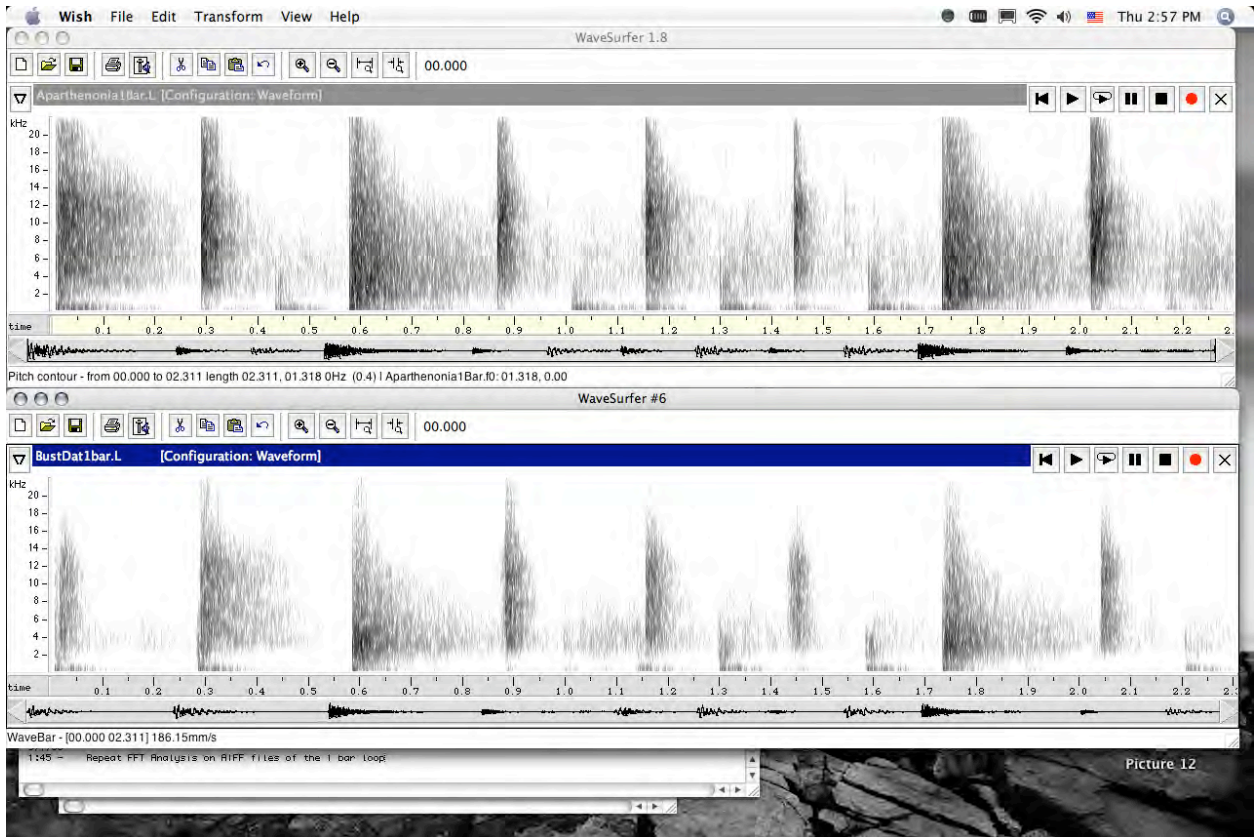 Wish File Edit Transform View Help Thu 2:57 PM
WaveSurfer 1.8
00.000
Aparthenonia1Bar.L [Configuration: Waveform]
kHz
20
18
16
14
12
10
8
6
4
2
time 0.1 0.2 0.3 0.4 0.5 0.6 0.7 0.8 0.9 1.0 1.1 1.2 1.3 1.4 1.5 1.6 1.7 1.8 1.9 2.0 2.1 2.2 2.
Pitch contour - from 00.000 to 02.311 length 02.311, 01.318 0Hz (0.4) | Aparthenonia1Bar.f0: 01.318, 0.00
WaveSurfer #6
00.000
BustDat1bar.L [Configuration: Waveform]
kHz
20
18
16
14
12
10
8
6
4
2
time 0.1 0.2 0.3 0.4 0.5 0.6 0.7 0.8 0.9 1.0 1.1 1.2 1.3 1.4 1.5 1.6 1.7 1.8 1.9 2.0 2.1 2.2 2.
WaveBar - [00.000 02.311] 186.15mm/s
1:45 - Repeat FFT Analysis on AIFF files of the 1 bar loop
Picture 12